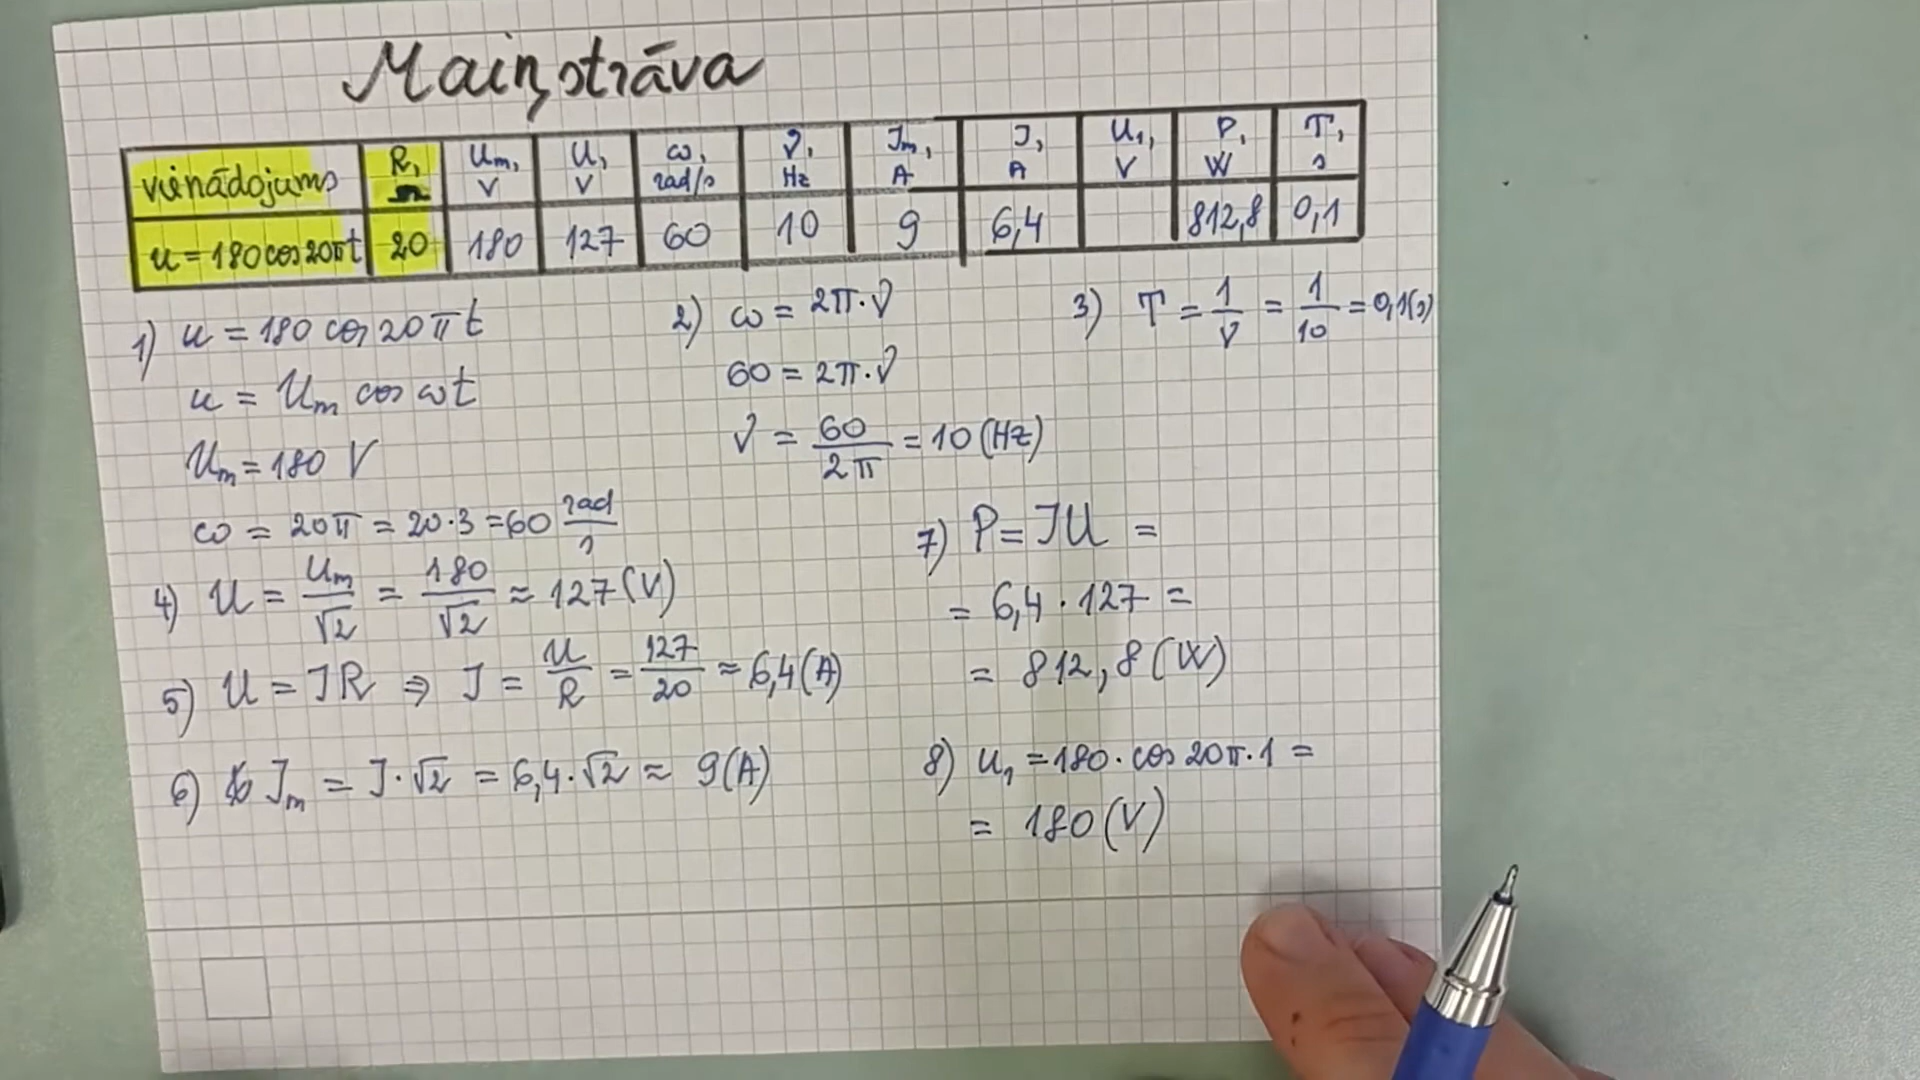 Maiņstrāva
vienādojums R, Ω Um, V U, V ω, rad/s ν, Hz Im, A I, A U1, V P, W T, s
u = 180 cos 20π t 20 180 127 60 10 9 6,4 812,8 0,1
1) u = 180 cos 20π t
u = Um cos ωt
Um = 180 V
ω = 20π = 20·3 = 60 rad/s
2) ω = 2π·ν
60 = 2π·ν
ν = 60/2π = 10 (Hz)
3) T = 1/ν = 1/10 = 0,1(s)
4) U = Um/√2 = 180/√2 ≈ 127 (V)
5) U = IR ⇒ I = U/R = 127/20 ≈ 6,4 (A)
6) Im = I·√2 = 6,4·√2 ≈ 9 (A)
7) P = IU =
= 6,4 · 127 =
= 812,8 (W)
8) u1 = 180 · cos 20π·1 =
= 180 (V)